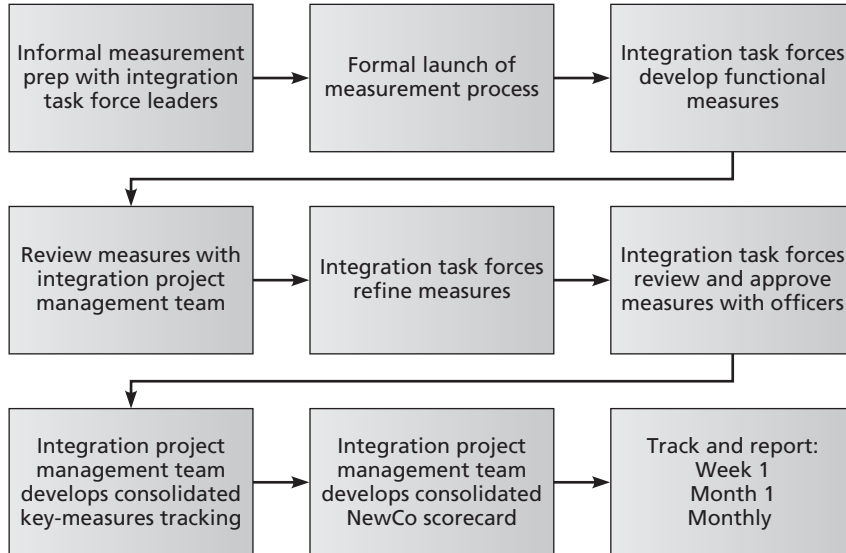 Informal measurement
prep with integration
task force leaders
Formal launch of
measurement process
Integration task forces
develop functional
measures
Review measures with
integration project
management team
Integration task forces
refine measures
Integration task forces
review and approve
measures with officers
Integration project
management team
develops consolidated
key-measures tracking
Integration project
management team
develops consolidated
NewCo scorecard
Track and report:
Week 1
Month 1
Monthly